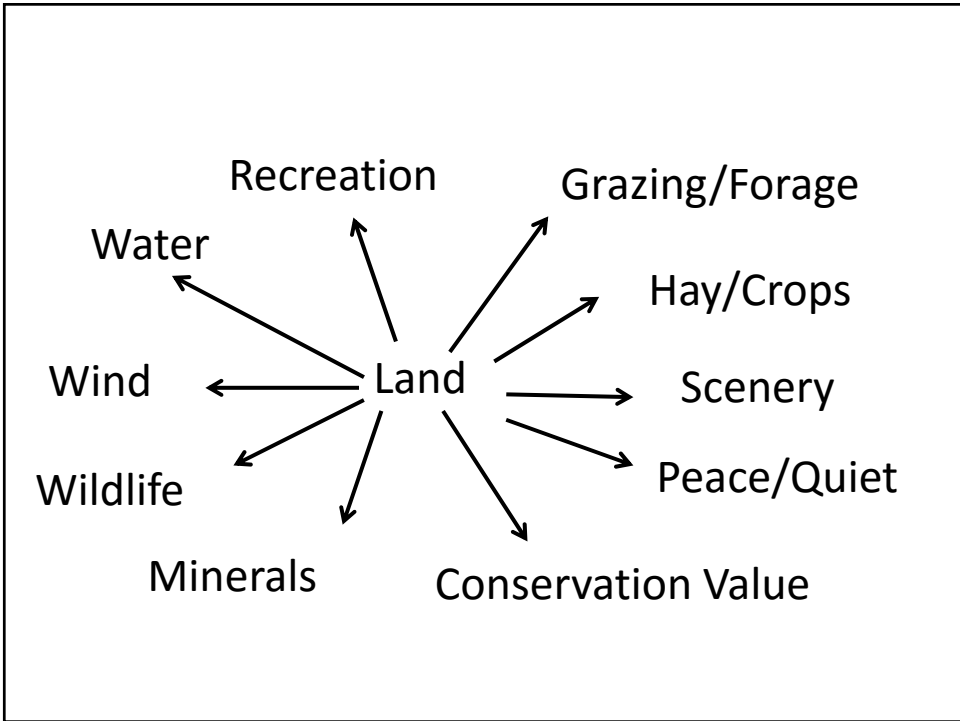 Recreation
Grazing/Forage
Water
Hay/Crops
Wind
Land
Scenery
Wildlife
Peace/Quiet
Minerals
Conservation Value